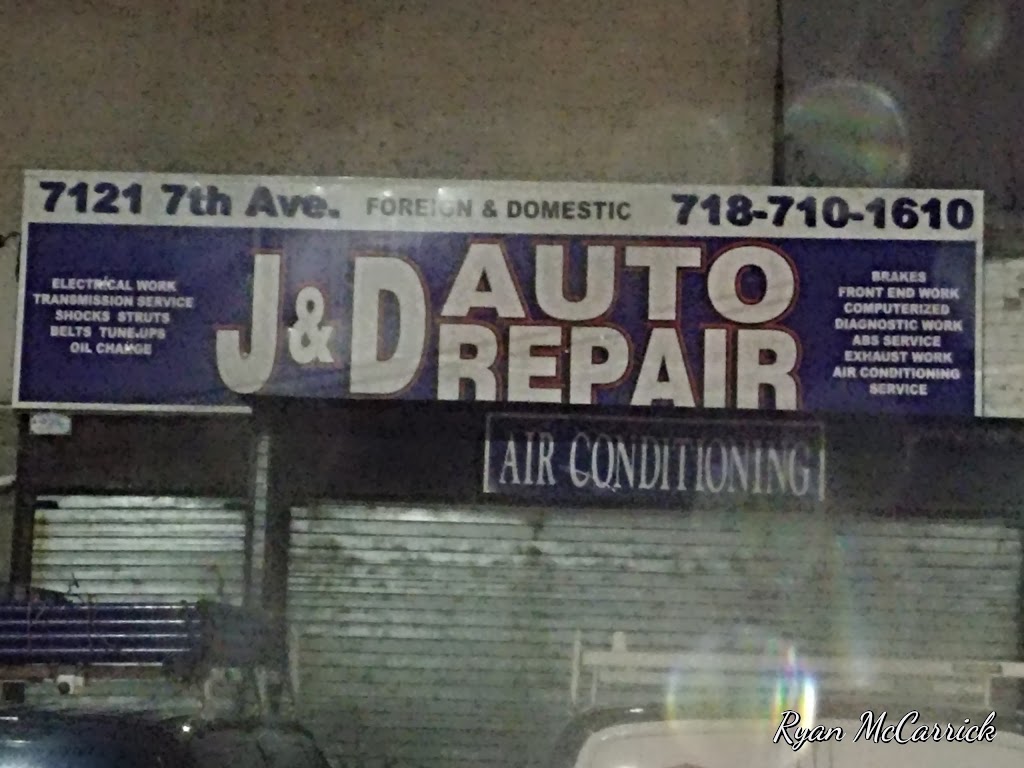 7121 7th Ave. FOREIGN & DOMESTIC 718-710-1610
ELECTRICAL WORK
TRANSMISSION SERVICE
SHOCKS STRUTS
BELTS TUNE-UPS
OIL CHANGE
J & D AUTO
REPAIR
BRAKES
FRONT END WORK
COMPUTERIZED
DIAGNOSTIC WORK
ABS SERVICE
EXHAUST WORK
AIR CONDITIONING
SERVICE
AIR CONDITIONING
Ryan McCarrick